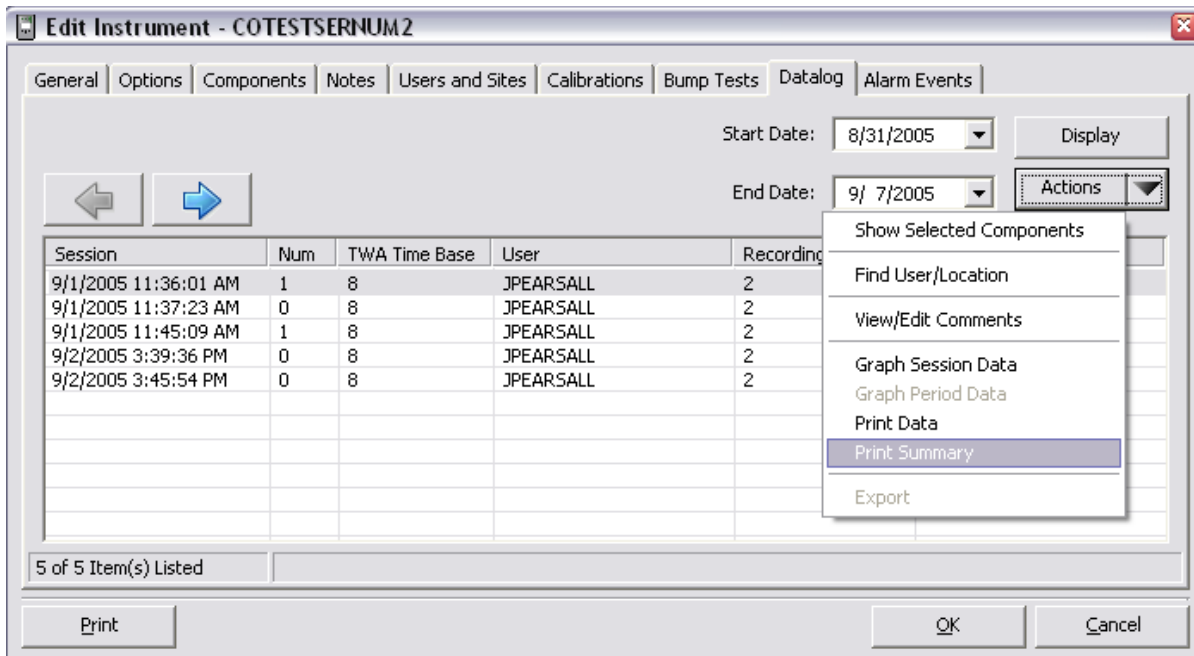 Edit Instrument - COTESTSERNUM2
General Options Components Notes Users and Sites Calibrations Bump Tests Datalog Alarm Events
Start Date: 8/31/2005 Display
End Date: 9/ 7/2005 Actions
Session Num TWA Time Base User Recording
9/1/2005 11:36:01 AM 1 8 JPEARSALL 2
9/1/2005 11:37:23 AM 0 8 JPEARSALL 2
9/1/2005 11:45:09 AM 1 8 JPEARSALL 2
9/2/2005 3:39:36 PM 0 8 JPEARSALL 2
9/2/2005 3:45:54 PM 0 8 JPEARSALL 2
Show Selected Components
Find User/Location
View/Edit Comments
Graph Session Data
Graph Period Data
Print Data
Print Summary
Export
5 of 5 Item(s) Listed
Print OK Cancel